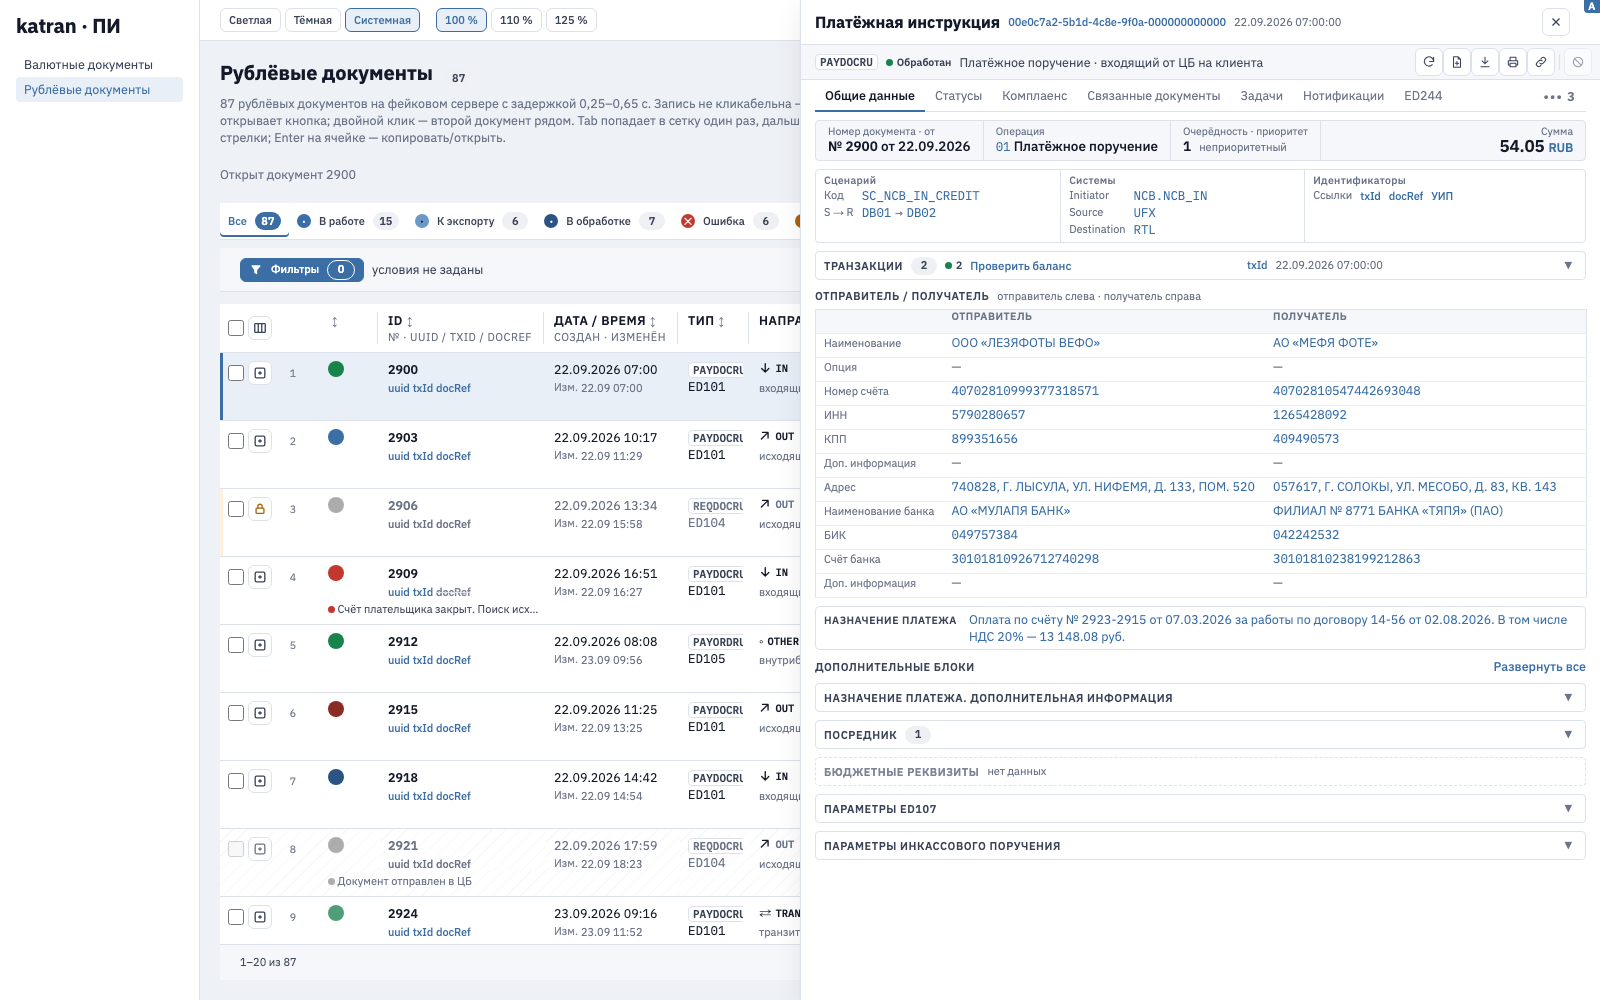 katran · ПИ
Валютные документы
Рублёвые документы
Светлая
Тёмная
Системная
100 %
110 %
125 %
Рублёвые документы 87
87 рублёвых документов на фейковом сервере с задержкой 0,25–0,65 с. Запись не кликабельна –
открывает кнопка; двойной клик — второй документ рядом. Tab попадает в сетку один раз, дальш
стрелки; Enter на ячейке — копировать/открыть.
Открыт документ 2900
Все 87
В работе 15
К экспорту 6
В обработке 7
Ошибка 6
Фильтры 0 условия не заданы
ID ↕ ДАТА / ВРЕМЯ ↕ ТИП ↕ НАПРА
№ · UUID / TXID / DOCREF СОЗДАН · ИЗМЕНЁН
1 2900 22.09.2026 07:00 PAYDOCRU ↓ IN
uuid txId docRef Изм. 22.09 07:00 ED101 входящ
2 2903 22.09.2026 10:17 PAYDOCRU ↗ OUT
uuid txId docRef Изм. 22.09 11:29 ED101 исходящ
3 2906 22.09.2026 13:34 REQDOCRU ↗ OUT
uuid txId docRef Изм. 22.09 15:58 ED104 исходящ
4 2909 22.09.2026 16:51 PAYDOCRU ↓ IN
uuid txId docRef Изм. 22.09 16:27 ED101 входящ
Счёт плательщика закрыт. Поиск исх...
5 2912 22.09.2026 08:08 PAYORDRU ◦ OTHER
uuid txId docRef Изм. 23.09 09:56 ED105 внутриб
6 2915 22.09.2026 11:25 PAYDOCRU ↗ OUT
uuid txId docRef Изм. 22.09 13:25 ED101 исходящ
7 2918 22.09.2026 14:42 PAYDOCRU ↓ IN
uuid txId docRef Изм. 22.09 14:54 ED101 входящ
8 2921 22.09.2026 17:59 REQDOCRU ↗ OUT
uuid txId docRef Изм. 22.09 18:23 ED104 исходящ
Документ отправлен в ЦБ
9 2924 23.09.2026 09:16 PAYDOCRU ⇄ TRAN
uuid txId docRef Изм. 23.09 11:52 ED101 транзит
1–20 из 87
Платёжная инструкция 00e0c7a2-5b1d-4c8e-9f0a-000000000000 22.09.2026 07:00:00
A
PAYDOCRU Обработан Платёжное поручение · входящий от ЦБ на клиента
Общие данные
Статусы
Комплаенс
Связанные документы
Задачи
Нотификации
ED244
••• 3
Номер документа · от
№ 2900 от 22.09.2026
Операция
01 Платёжное поручение
Очерёдность · приоритет
1 неприоритетный
Сумма
54.05 RUB
Сценарий
Код SC_NCB_IN_CREDIT
S → R DB01 → DB02
Системы
Initiator NCB.NCB_IN
Source UFX
Destination RTL
Идентификаторы
Ссылки txId docRef УИП
ТРАНЗАКЦИИ 2 2 Проверить баланс txId 22.09.2026 07:00:00 ▼
ОТПРАВИТЕЛЬ / ПОЛУЧАТЕЛЬ отправитель слева · получатель справа
ОТПРАВИТЕЛЬ ПОЛУЧАТЕЛЬ
Наименование ООО «ЛЕЗЯФОТЫ ВЕФО» АО «МЕФЯ ФОТЕ»
Опция — —
Номер счёта 40702810999377318571 40702810547442693048
ИНН 5790280657 1265428092
КПП 899351656 409490573
Доп. информация — —
Адрес 740828, Г. ЛЫСУЛА, УЛ. НИФЕМЯ, Д. 133, ПОМ. 520 057617, Г. СОЛОКЫ, УЛ. МЕСОБО, Д. 83, КВ. 143
Наименование банка АО «МУЛАПЯ БАНК» ФИЛИАЛ № 8771 БАНКА «ТЯПЯ» (ПАО)
БИК 049757384 042242532
Счёт банка 30101810926712740298 30101810238199212863
Доп. информация — —
НАЗНАЧЕНИЕ ПЛАТЕЖА Оплата по счёту № 2923-2915 от 07.03.2026 за работы по договору 14-56 от 02.08.2026. В том числе
НДС 20% — 13 148.08 руб.
ДОПОЛНИТЕЛЬНЫЕ БЛОКИ Развернуть все
НАЗНАЧЕНИЕ ПЛАТЕЖА. ДОПОЛНИТЕЛЬНАЯ ИНФОРМАЦИЯ ▼
ПОСРЕДНИК 1 ▼
БЮДЖЕТНЫЕ РЕКВИЗИТЫ нет данных
ПАРАМЕТРЫ ED107 ▼
ПАРАМЕТРЫ ИНКАССОВОГО ПОРУЧЕНИЯ ▼